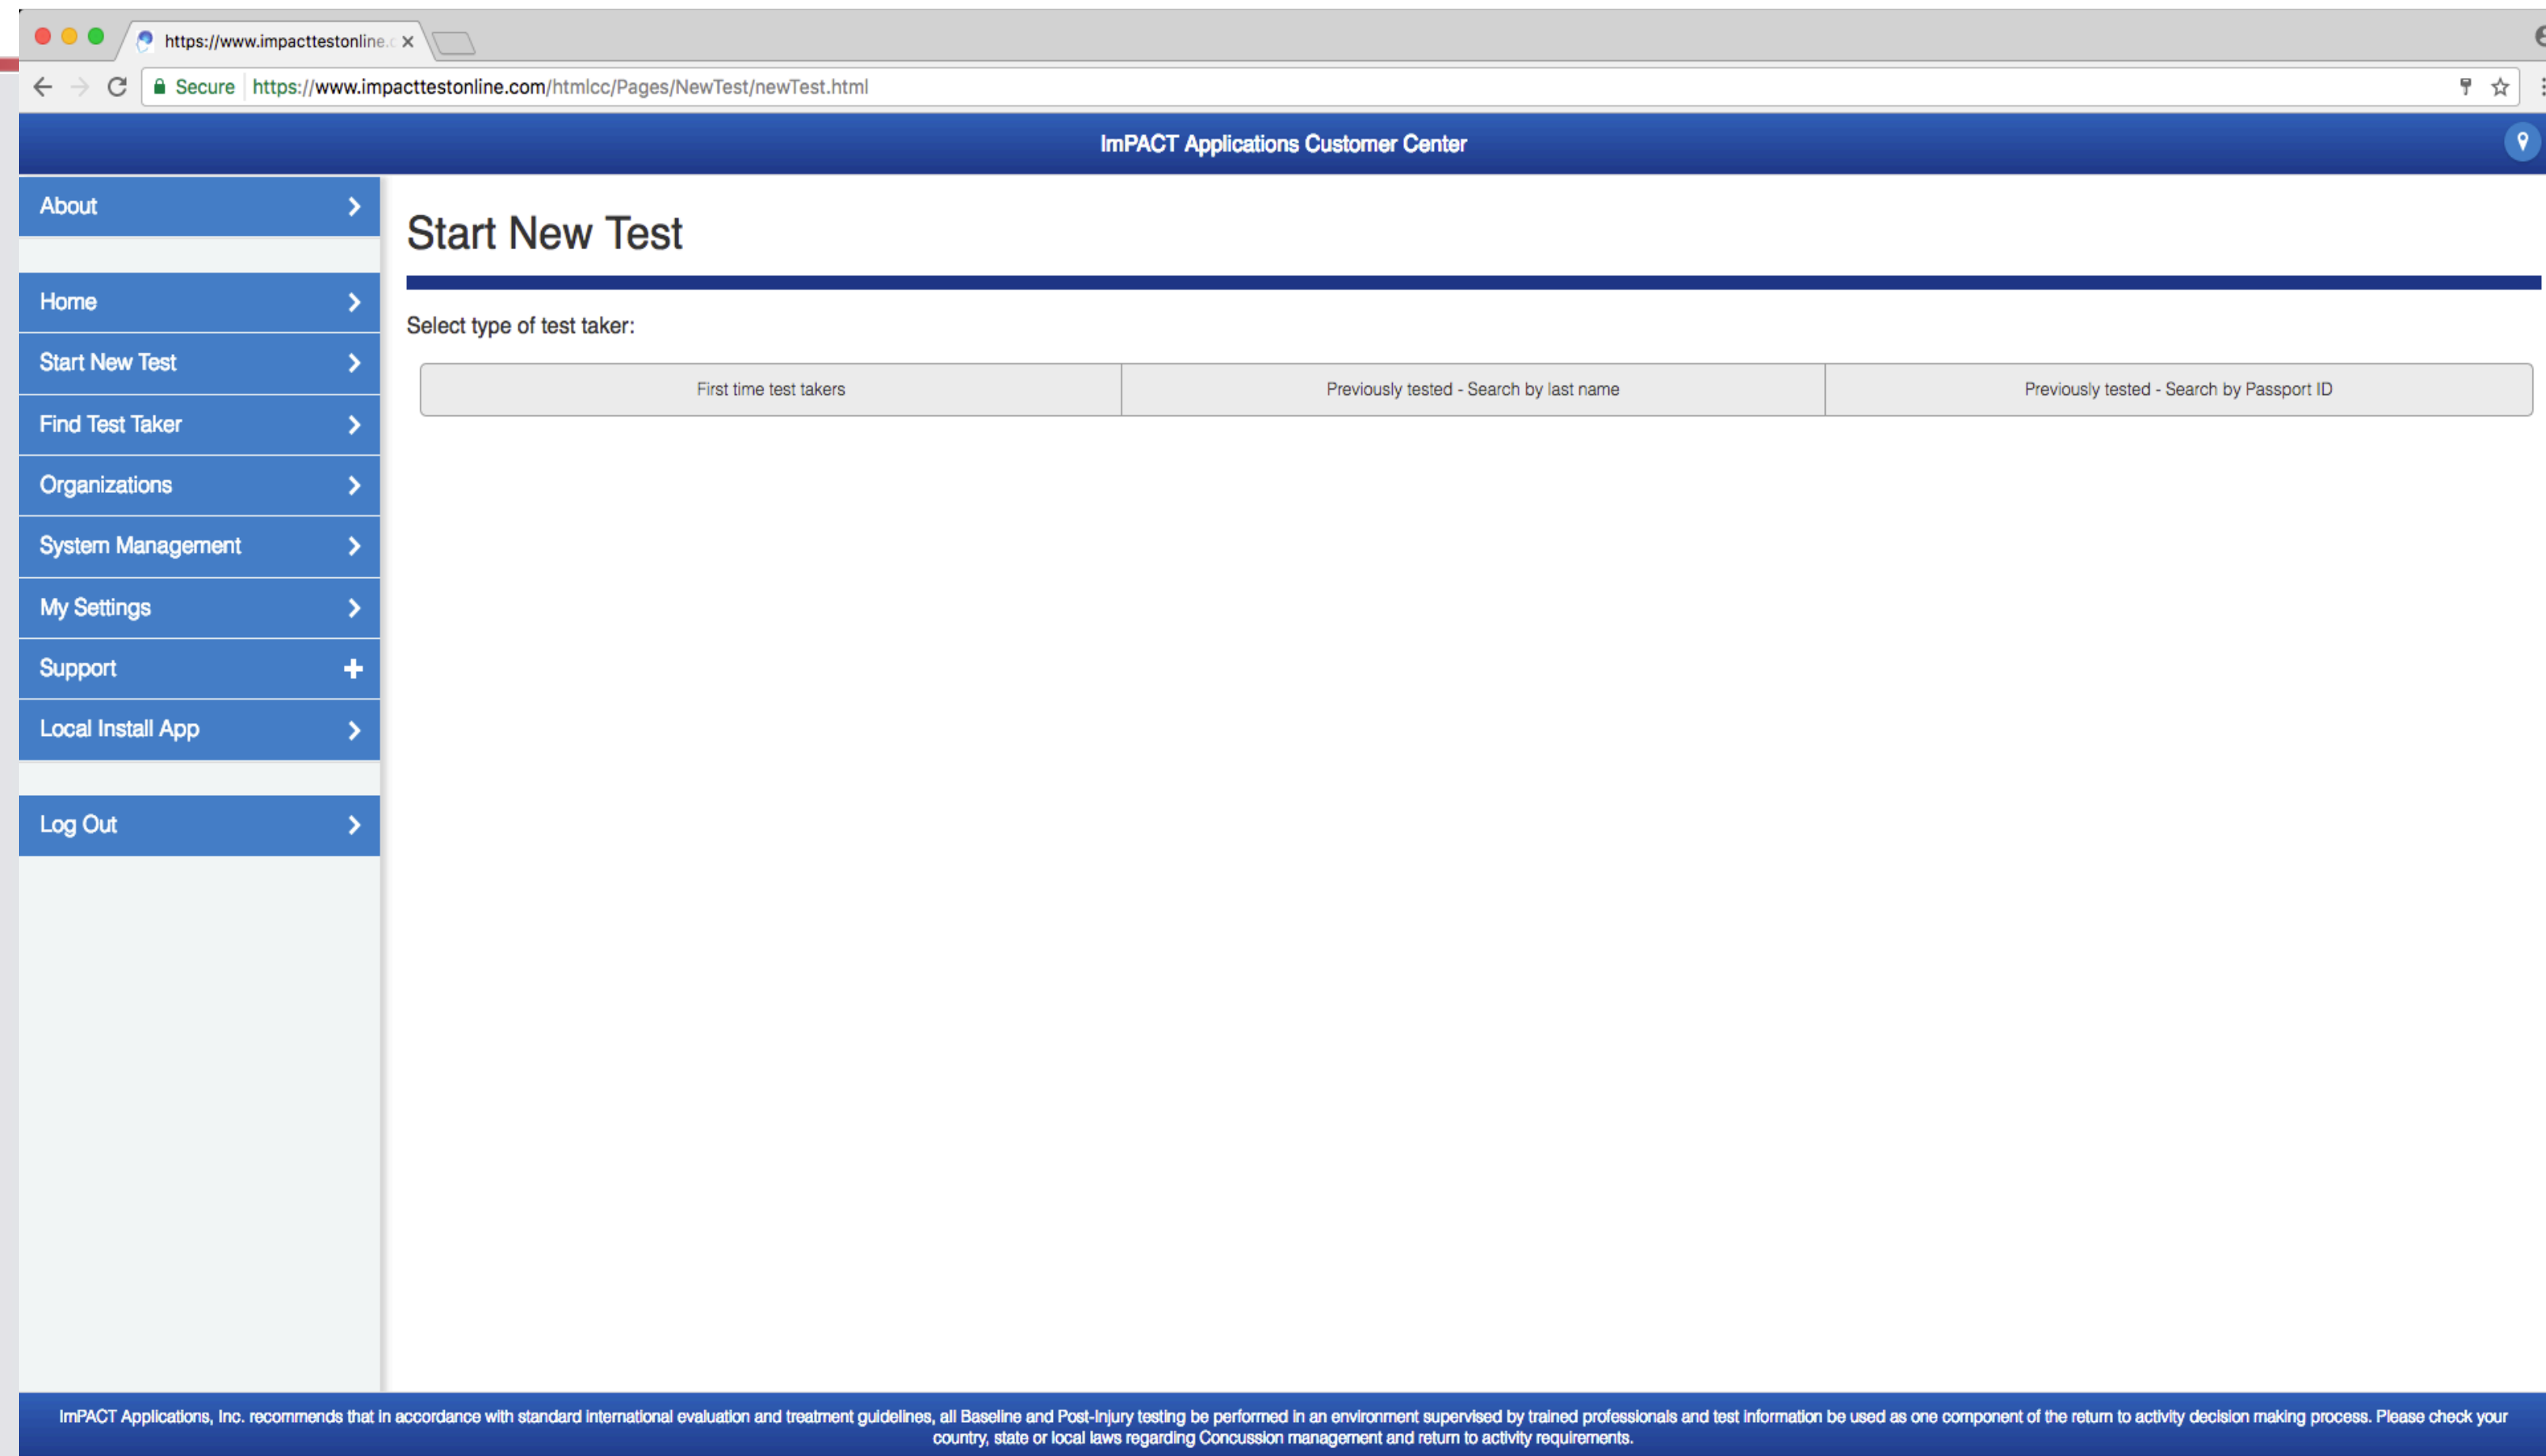 https://www.impacttestonline.c
Secure https://www.impacttestonline.com/htmlcc/Pages/NewTest/newTest.html
ImPACT Applications Customer Center
About
Start New Test
Home
Select type of test taker:
Start New Test
First time test takers
Previously tested - Search by last name
Previously tested - Search by Passport ID
Find Test Taker
Organizations
System Management
My Settings
Support
Local Install App
Log Out
ImPACT Applications, Inc. recommends that in accordance with standard international evaluation and treatment guidelines, all Baseline and Post-Injury testing be performed in an environment supervised by trained professionals and test information be used as one component of the return to activity decision making process. Please check your
country, state or local laws regarding Concussion management and return to activity requirements.